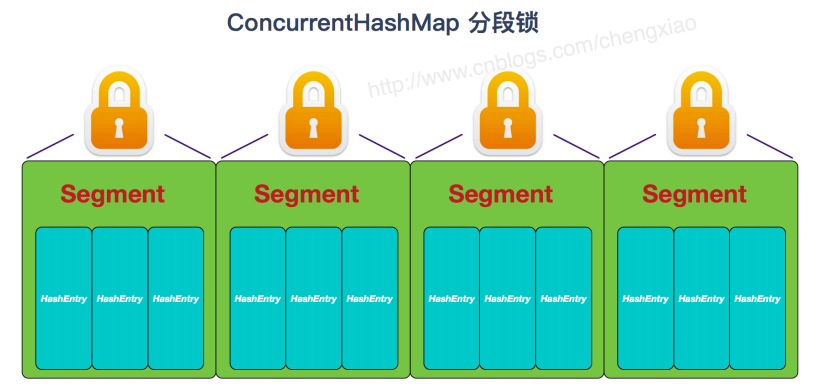 ConcurrentHashMap 分段锁
http://www.cnblogs.com/chengxiao
Segment Segment Segment Segment
HashEntry HashEntry HashEntry HashEntry HashEntry HashEntry HashEntry HashEntry HashEntry HashEntry HashEntry HashEntry